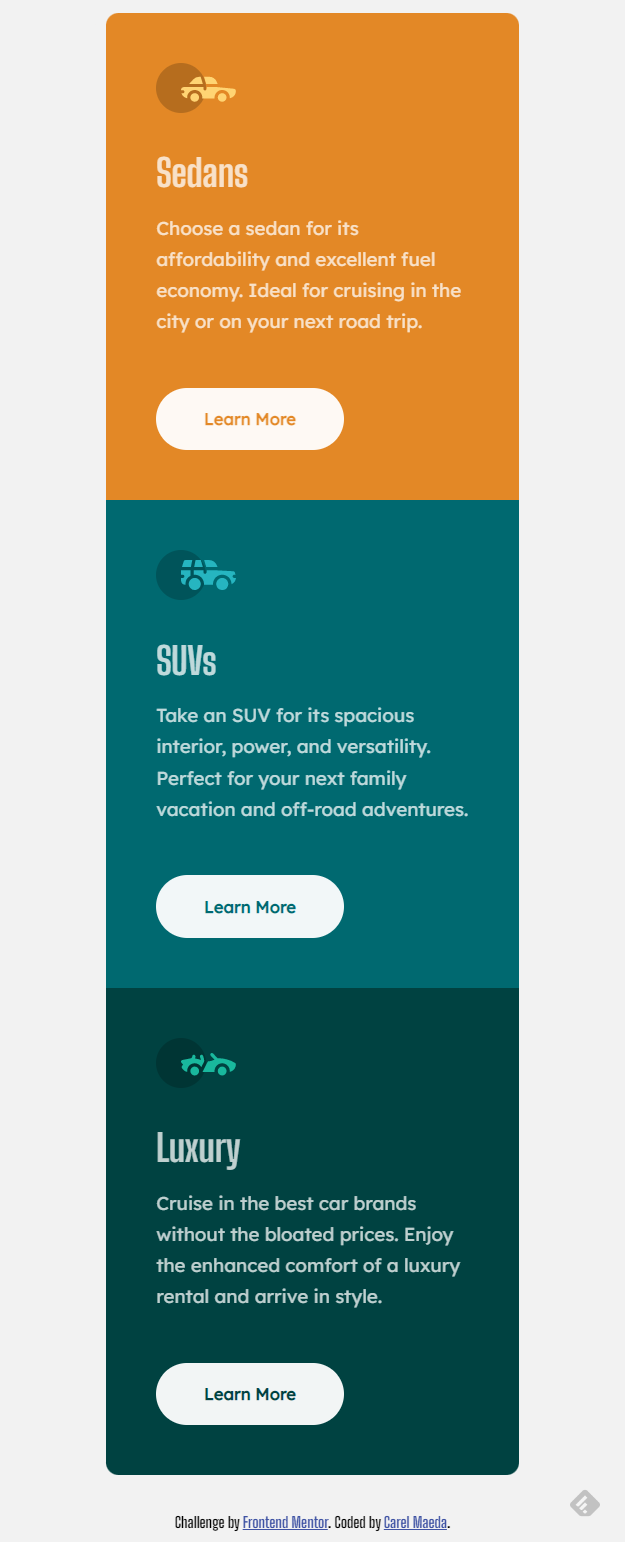 Sedans
Choose a sedan for its
affordability and excellent fuel
economy. Ideal for cruising in the
city or on your next road trip.
Learn More
SUVs
Take an SUV for its spacious
interior, power, and versatility.
Perfect for your next family
vacation and off-road adventures.
Learn More
Luxury
Cruise in the best car brands
without the bloated prices. Enjoy
the enhanced comfort of a luxury
rental and arrive in style.
Learn More
Challenge by Frontend Mentor. Coded by Carel Maeda.